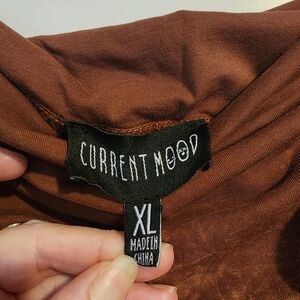 CURRENT MOOD
XL
MADE IN
CHINA